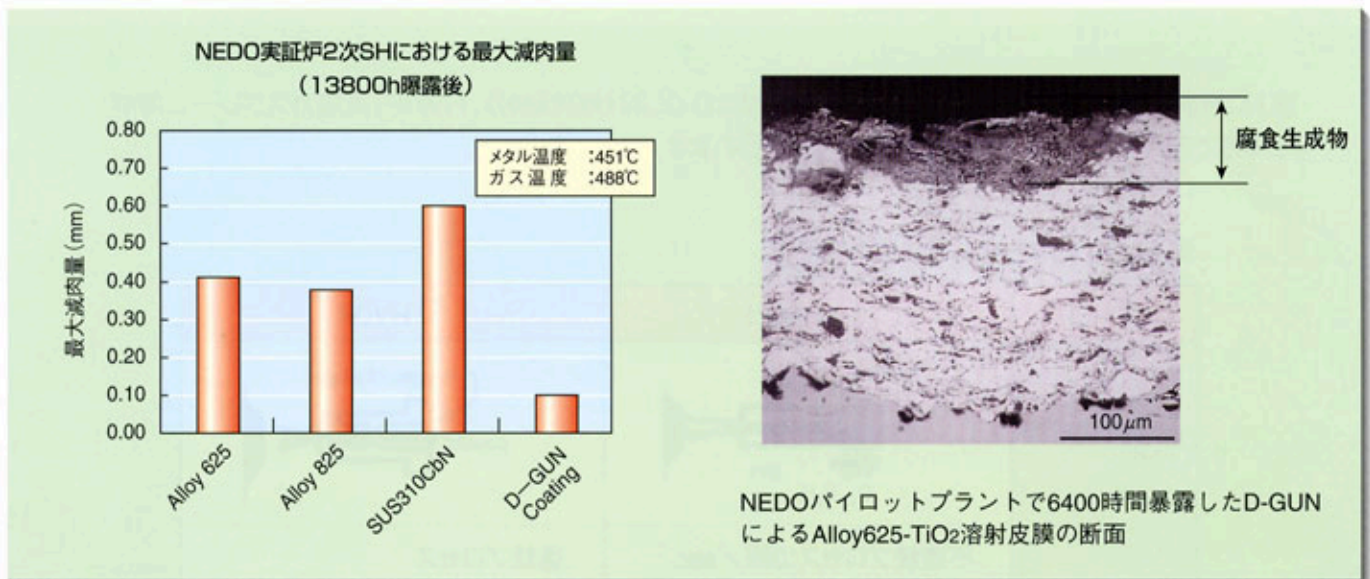 NEDO実証炉2次SHにおける最大減肉量
(13800h曝露後)
メタル温度 :451℃
ガス温度 :488℃
最大減肉量(mm)
0.80
0.70
0.60
0.50
0.40
0.30
0.20
0.10
0.00
Alloy 625
Alloy 825
SUS310CbN
D－GUN
Coating
腐食生成物
100μm
NEDOパイロットプラントで6400時間暴露したD-GUN
によるAlloy625-TiO2溶射皮膜の断面